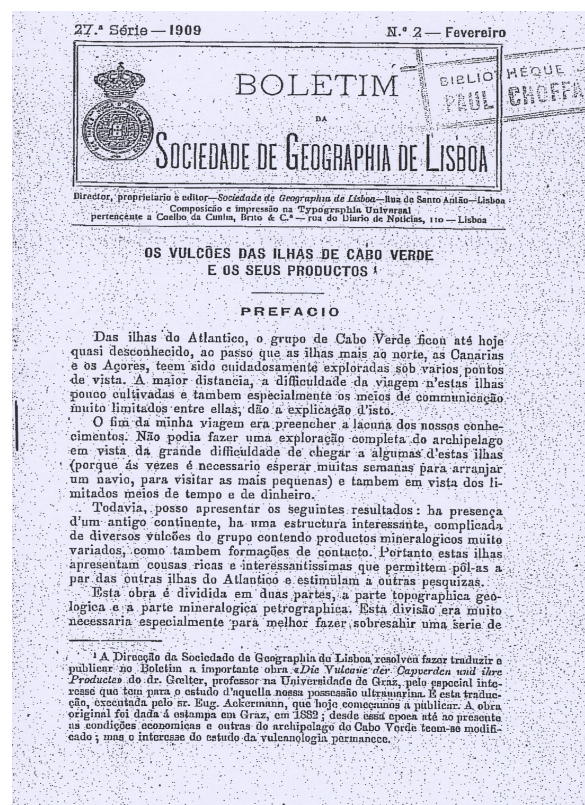 27.ª Série — 1909
N.º 2 — Fevereiro
BOLETIM
DA
SOCIEDADE DE GEOGRAPHIA DE LISBOA
BIBLIOTHEQUE
PAUL CHOFFA
Director, proprietario e editor—Sociedade de Geographia de Lisboa—Rua de Santo Antão—Lisboa
Composição e impressão na Typographia Universal
pertencente a Coelho da Cunha, Brito & C.ª — rua do Diario de Noticias, 110 — Lisboa
OS VULCÕES DAS ILHAS DE CABO VERDE
E OS SEUS PRODUCTOS ¹
PREFACIO
Das ilhas do Atlantico, o grupo de Cabo Verde ficou até hoje
quasi desconhecido, ao passo que as ilhas mais ao norte, as Canarias
e os Açores, teem sido cuidadosamente exploradas sob varios pontos
de vista. A maior distancia, a difficuldade da viagem n'estas ilhas
pouco cultivadas e tambem especialmente os meios de communicação
muito limitados entre ellas, dão a explicação d'isto.
O fim da minha viagem era preencher a lacuna dos nossos conhe-
cimentos. Não podia fazer uma exploração completa do archipelago
em vista da grande difficuldade de chegar a algumas d'estas ilhas
(porque ás vezes é necessario esperar muitas semanas para arranjar
um navio, para visitar as mais pequenas) e tambem em vista dos li-
mitados meios de tempo e de dinheiro.
Todavia, posso apresentar os seguintes resultados: ha presença
d'um antigo continente, ha uma estructura interessante, complicada
de diversos vulcões do grupo contendo productos mineralogicos muito
variados, como tambem formações de contacto. Portanto estas ilhas
apresentam cousas ricas e interessantissimas que permittem pôl-as a
par das outras ilhas do Atlantico e estimulam a outras pesquizas.
Esta obra é dividida em duas partes, a parte topographica geo-
logica e a parte mineralogica petrographica. Esta divisão era muito
necessaria especialmente para melhor fazer sobresahir uma serie de
¹ A Direcção da Sociedade de Geographia de Lisboa resolveu fazer traduzir e
publicar no Boletim a importante obra «Die Vulcane der Capverden und ihre
Producte» do dr. Dœlter, professor na Universidade de Graz, pelo especial inte-
resse que tem para o estudo d'aquella nossa possessão ultramarina. É esta traduc-
ção, executada pelo sr. Eug. Ackermann, que hoje começamos a publicar. A obra
original foi dada á estampa em Graz, em 1882; desde essa epoca até ao presente
as condições economicas e outras do archipelago do Cabo Verde teem-se modifi-
cado; mas o interesse do estudo da vulcanologia permanece.